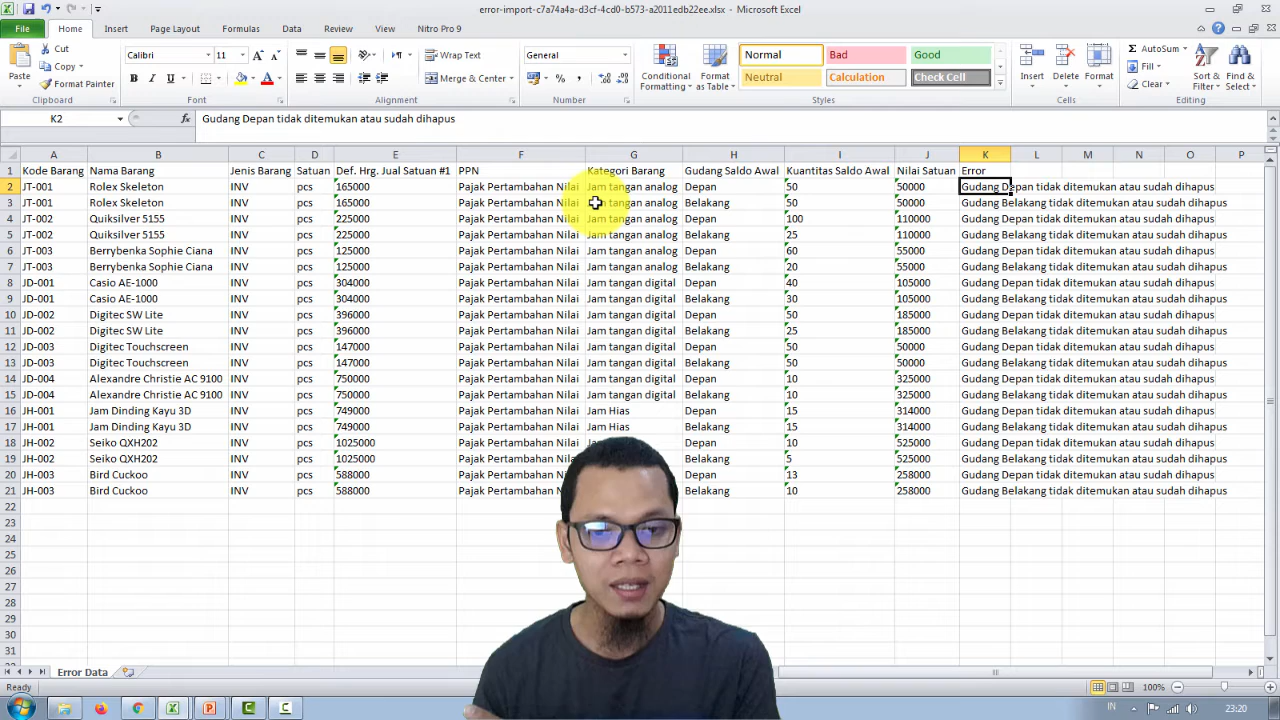 error-import-c7a74a4a-d3cf-4cd0-b573-a2011edb22ee.xlsx - Microsoft Excel
File Home Insert Page Layout Formulas Data Review View Nitro Pro 9
Paste Cut Copy Format Painter Clipboard
Calibri 11 Font
Wrap Text Merge & Center Alignment
General Number
Conditional Formatting Format as Table Normal Bad Good Neutral Calculation Check Cell Styles
Insert Delete Format Cells
AutoSum Fill Clear Sort & Filter Find & Select Editing
K2 fx Gudang Depan tidak ditemukan atau sudah dihapus
A B C D E F G H I J K L M N O P
1 Kode Barang Nama Barang Jenis Barang Satuan Def. Hrg. Jual Satuan #1 PPN Kategori Barang Gudang Saldo Awal Kuantitas Saldo Awal Nilai Satuan Error
2 JT-001 Rolex Skeleton INV pcs 165000 Pajak Pertambahan Nilai Jam tangan analog Depan 50 50000 Gudang Depan tidak ditemukan atau sudah dihapus
3 JT-001 Rolex Skeleton INV pcs 165000 Pajak Pertambahan Nilai Jam tangan analog Belakang 50 50000 Gudang Belakang tidak ditemukan atau sudah dihapus
4 JT-002 Quiksilver 5155 INV pcs 225000 Pajak Pertambahan Nilai Jam tangan analog Depan 100 110000 Gudang Depan tidak ditemukan atau sudah dihapus
5 JT-002 Quiksilver 5155 INV pcs 225000 Pajak Pertambahan Nilai Jam tangan analog Belakang 25 110000 Gudang Belakang tidak ditemukan atau sudah dihapus
6 JT-003 Berrybenka Sophie Ciana INV pcs 125000 Pajak Pertambahan Nilai Jam tangan analog Depan 60 55000 Gudang Depan tidak ditemukan atau sudah dihapus
7 JT-003 Berrybenka Sophie Ciana INV pcs 125000 Pajak Pertambahan Nilai Jam tangan analog Belakang 20 55000 Gudang Belakang tidak ditemukan atau sudah dihapus
8 JD-001 Casio AE-1000 INV pcs 304000 Pajak Pertambahan Nilai Jam tangan digital Depan 40 105000 Gudang Depan tidak ditemukan atau sudah dihapus
9 JD-001 Casio AE-1000 INV pcs 304000 Pajak Pertambahan Nilai Jam tangan digital Belakang 30 105000 Gudang Belakang tidak ditemukan atau sudah dihapus
10 JD-002 Digitec SW Lite INV pcs 396000 Pajak Pertambahan Nilai Jam tangan digital Depan 50 185000 Gudang Depan tidak ditemukan atau sudah dihapus
11 JD-002 Digitec SW Lite INV pcs 396000 Pajak Pertambahan Nilai Jam tangan digital Belakang 25 185000 Gudang Belakang tidak ditemukan atau sudah dihapus
12 JD-003 Digitec Touchscreen INV pcs 147000 Pajak Pertambahan Nilai Jam tangan digital Depan 50 50000 Gudang Depan tidak ditemukan atau sudah dihapus
13 JD-003 Digitec Touchscreen INV pcs 147000 Pajak Pertambahan Nilai Jam tangan digital Belakang 50 50000 Gudang Belakang tidak ditemukan atau sudah dihapus
14 JD-004 Alexandre Christie AC 9100 INV pcs 750000 Pajak Pertambahan Nilai Jam tangan digital Depan 10 325000 Gudang Depan tidak ditemukan atau sudah dihapus
15 JD-004 Alexandre Christie AC 9100 INV pcs 750000 Pajak Pertambahan Nilai Jam tangan digital Belakang 10 325000 Gudang Belakang tidak ditemukan atau sudah dihapus
16 JH-001 Jam Dinding Kayu 3D INV pcs 749000 Pajak Pertambahan Nilai Jam Hias Depan 15 314000 Gudang Depan tidak ditemukan atau sudah dihapus
17 JH-001 Jam Dinding Kayu 3D INV pcs 749000 Pajak Pertambahan Nilai Jam Hias Belakang 15 314000 Gudang Belakang tidak ditemukan atau sudah dihapus
18 JH-002 Seiko QXH202 INV pcs 1025000 Pajak Pertambahan Nilai Depan 10 525000 Gudang Depan tidak ditemukan atau sudah dihapus
19 JH-002 Seiko QXH202 INV pcs 1025000 Pajak Pertambahan Belakang 5 525000 Gudang Belakang tidak ditemukan atau sudah dihapus
20 JH-003 Bird Cuckoo INV pcs 588000 Pajak Pertambahan Depan 13 258000 Gudang Depan tidak ditemukan atau sudah dihapus
21 JH-003 Bird Cuckoo INV pcs 588000 Pajak Pertambahan Belakang 10 258000 Gudang Belakang tidak ditemukan atau sudah dihapus
22
23
24
25
26
27
28
29
30
31
Error Data
Ready 100%
IN 23:20